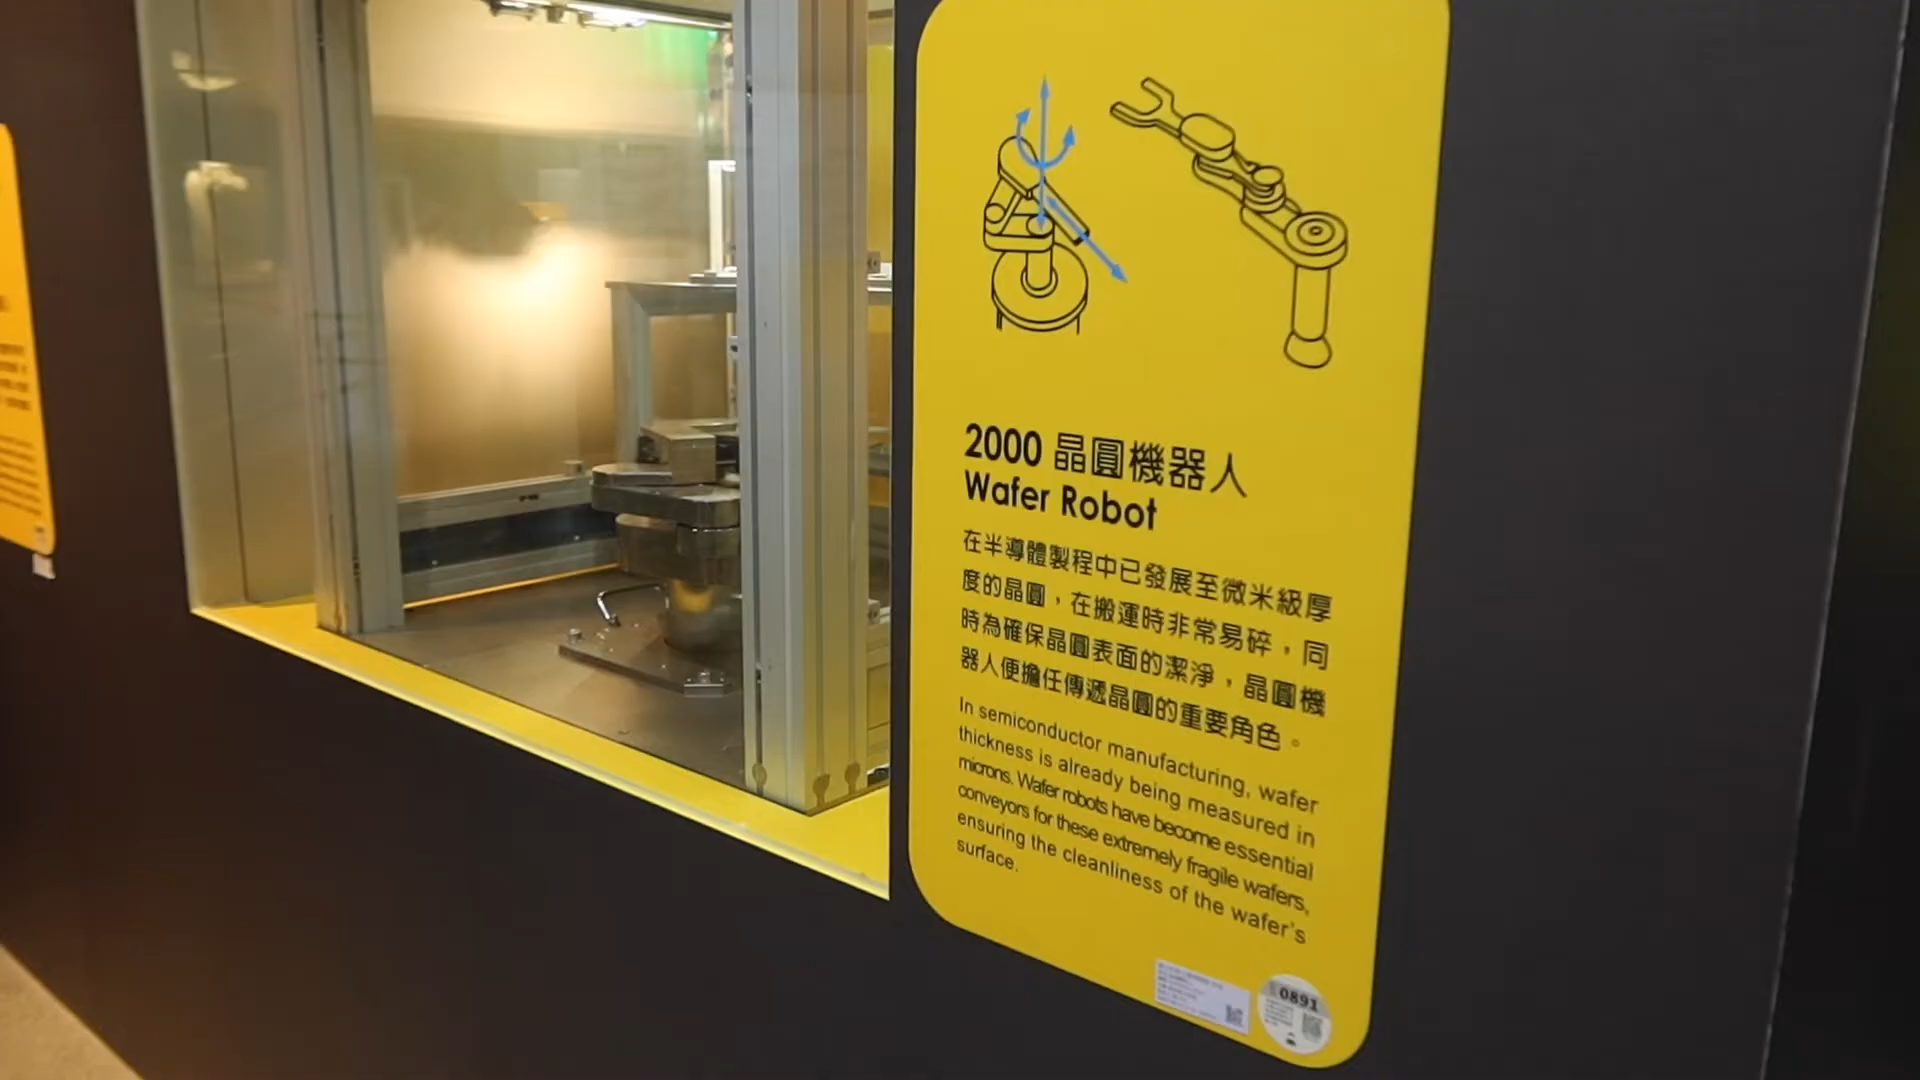 2000 晶圓機器人
Wafer Robot
在半導體製程中已發展至微米級厚
度的晶圓，在搬運時非常易碎，同
時為確保晶圓表面的潔淨，晶圓機
器人便擔任傳遞晶圓的重要角色。
In semiconductor manufacturing, wafer
thickness is already being measured in
microns. Wafer robots have become essential
conveyors for these extremely fragile wafers,
ensuring the cleanliness of the wafer's
surface.
0891